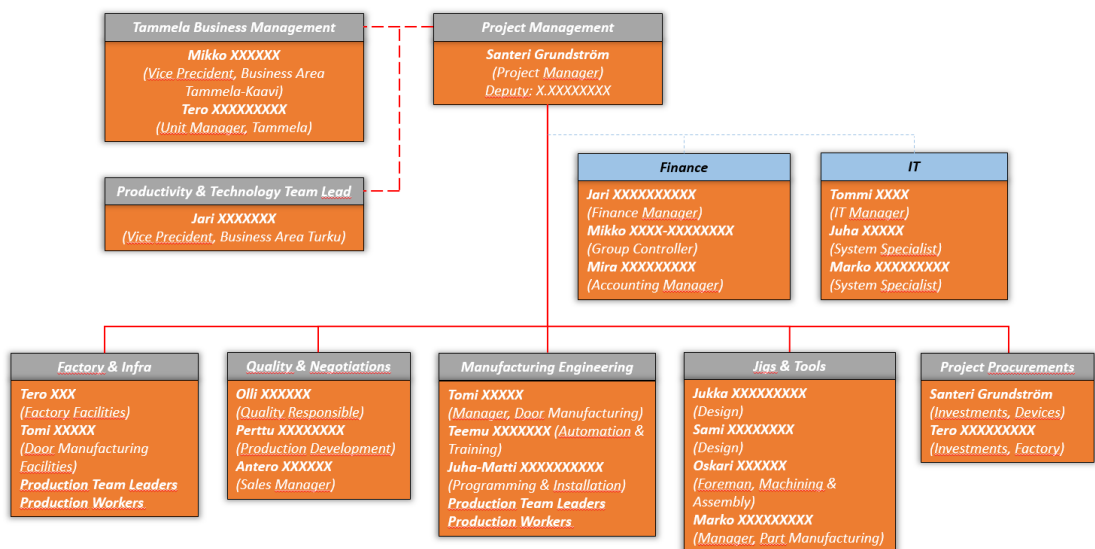 Tammela Business Management
Mikko XXXXXX
(Vice Precident, Business Area
Tammela-Kaavi)
Tero XXXXXXXXX
(Unit Manager, Tammela)
Project Management
Santeri Grundström
(Project Manager)
Deputy: X.XXXXXXXX
Productivity & Technology Team Lead
Jari XXXXXXX
(Vice Precident, Business Area Turku)
Finance
Jari XXXXXXXXXX
(Finance Manager)
Mikko XXXX-XXXXXXXX
(Group Controller)
Mira XXXXXXXXX
(Accounting Manager)
IT
Tommi XXXX
(IT Manager)
Juha XXXXX
(System Specialist)
Marko XXXXXXXXX
(System Specialist)
Factory & Infra
Tero XXX
(Factory Facilities)
Tomi XXXXX
(Door Manufacturing
Facilities)
Production Team Leaders
Production Workers
Quality & Negotiations
Olli XXXXXX
(Quality Responsible)
Perttu XXXXXXXX
(Production Development)
Antero XXXXXX
(Sales Manager)
Manufacturing Engineering
Tomi XXXXX
(Manager, Door Manufacturing)
Teemu XXXXXXX (Automation &
Training)
Juha-Matti XXXXXXXXXX
(Programming & Installation)
Production Team Leaders
Production Workers
Jigs & Tools
Jukka XXXXXXXXX
(Design)
Sami XXXXXXXX
(Design)
Oskari XXXXXX
(Foreman, Machining &
Assembly)
Marko XXXXXXXXX
(Manager, Part Manufacturing)
Project Procurements
Santeri Grundström
(Investments, Devices)
Tero XXXXXXXXX
(Investments, Factory)